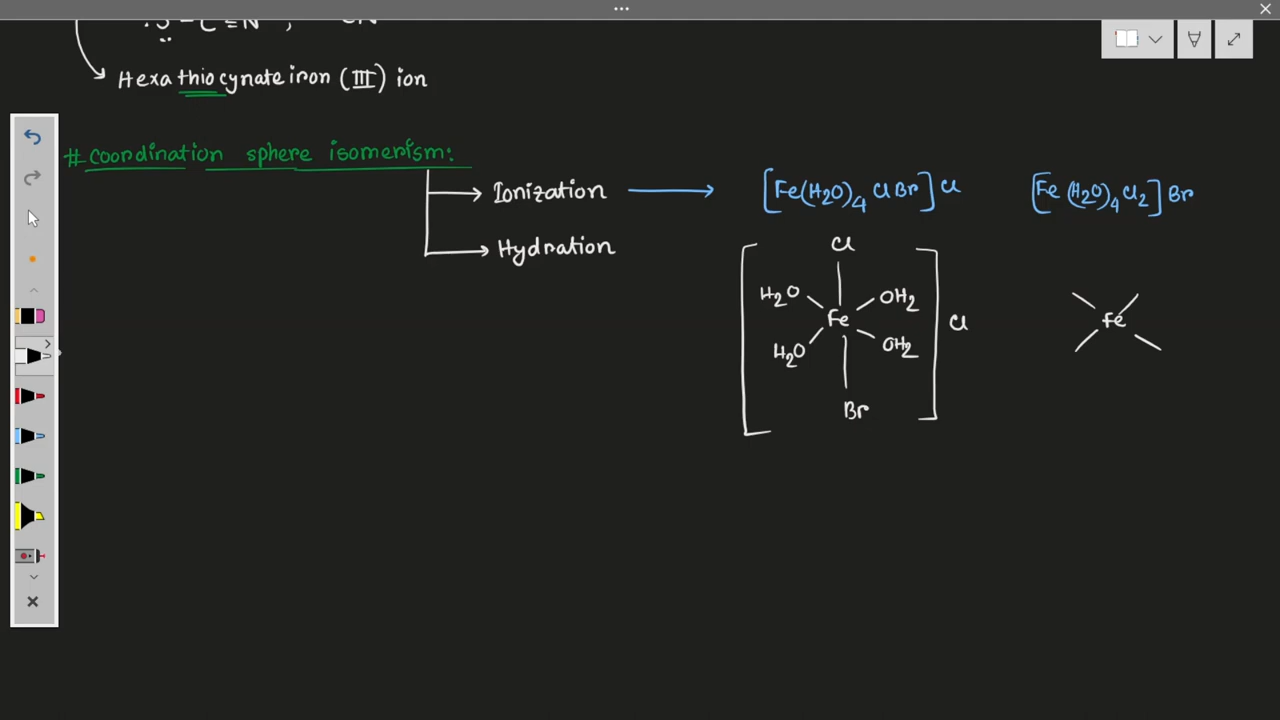 :S - C ≡ N ,
Hexa thiocynate iron (III) ion
# Coordination sphere isomerism:
Ionization → [Fe(H2O)4 Cl Br] Cl [Fe (H2O)4 Cl2] Br
Hydration
Cl
H2O OH2
Fe Cl Fe
H2O OH2
Br